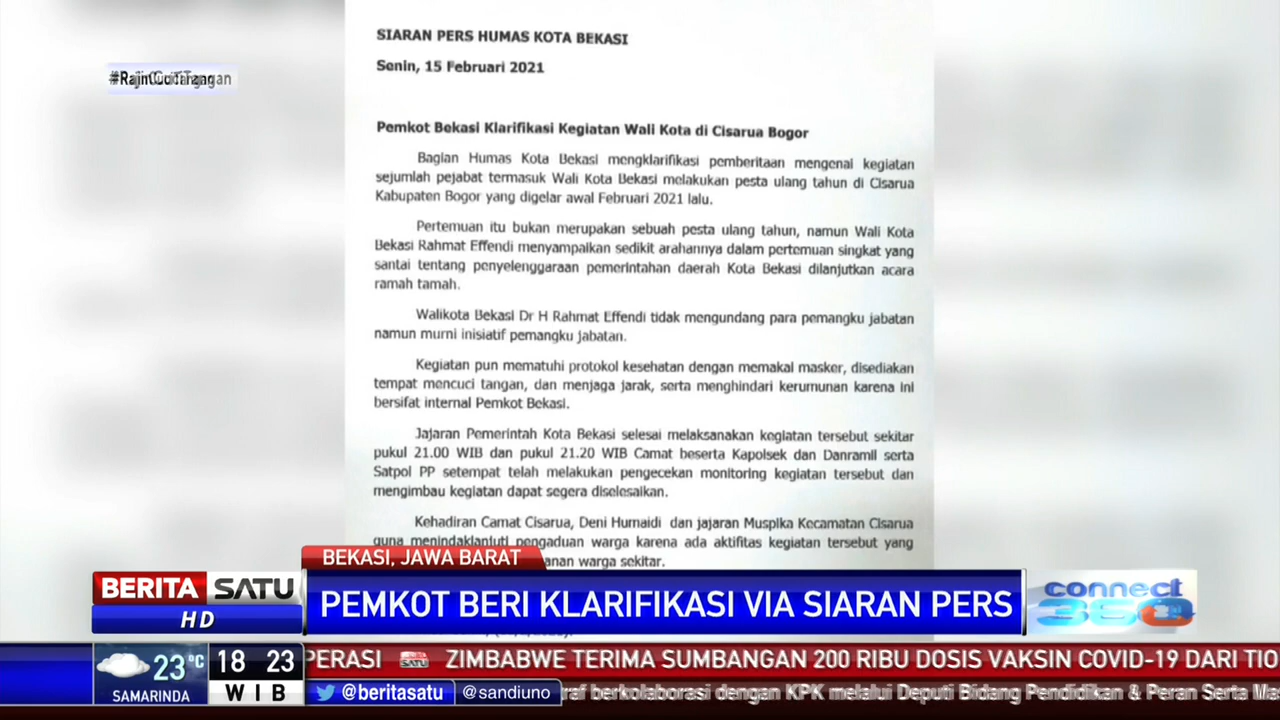 SIARAN PERS HUMAS KOTA BEKASI
Senin, 15 Februari 2021
Pemkot Bekasi Klarifikasi Kegiatan Wali Kota di Cisarua Bogor
Bagian Humas Kota Bekasi mengklarifikasi pemberitaan mengenai kegiatan
sejumlah pejabat termasuk Wali Kota Bekasi melakukan pesta ulang tahun di Cisarua
Kabupaten Bogor yang digelar awal Februari 2021 lalu.
Pertemuan itu bukan merupakan sebuah pesta ulang tahun, namun Wali Kota
Bekasi Rahmat Effendi menyampaikan sedikit arahannya dalam pertemuan singkat yang
santai tentang penyelenggaraan pemerintahan daerah Kota Bekasi dilanjutkan acara
ramah tamah.
Walikota Bekasi Dr H Rahmat Effendi tidak mengundang para pemangku jabatan
namun murni inisiatif pemangku jabatan.
Kegiatan pun mematuhi protokol kesehatan dengan memakai masker, disediakan
tempat mencuci tangan, dan menjaga jarak, serta menghindari kerumunan karena ini
bersifat internal Pemkot Bekasi.
Jajaran Pemerintah Kota Bekasi selesai melaksanakan kegiatan tersebut sekitar
pukul 21.00 WIB dan pukul 21.20 WIB Camat beserta Kapolsek dan Danramil serta
Satpol PP setempat telah melakukan pengecekan monitoring kegiatan tersebut dan
mengimbau kegiatan dapat segera diselesaikan.
Kehadiran Camat Cisarua, Deni Humaidi dan jajaran Muspika Kecamatan Cisarua
guna menindaklanjuti pengaduan warga karena ada aktifitas kegiatan tersebut yang
warga sekitar.
BEKASI, JAWA BARAT
BERITA SATU
HD
PEMKOT BERI KLARIFIKASI VIA SIARAN PERS
connect
360
23°C
SAMARINDA
18 23
WIB
PERASI SATU ZIMBABWE TERIMA SUMBANGAN 200 RIBU DOSIS VAKSIN COVID-19 DARI TIO
@beritasatu
@sandiuno
raf berkolaborasi dengan KPK melalui Deputi Bidang Pendidikan & Peran Serta Mas